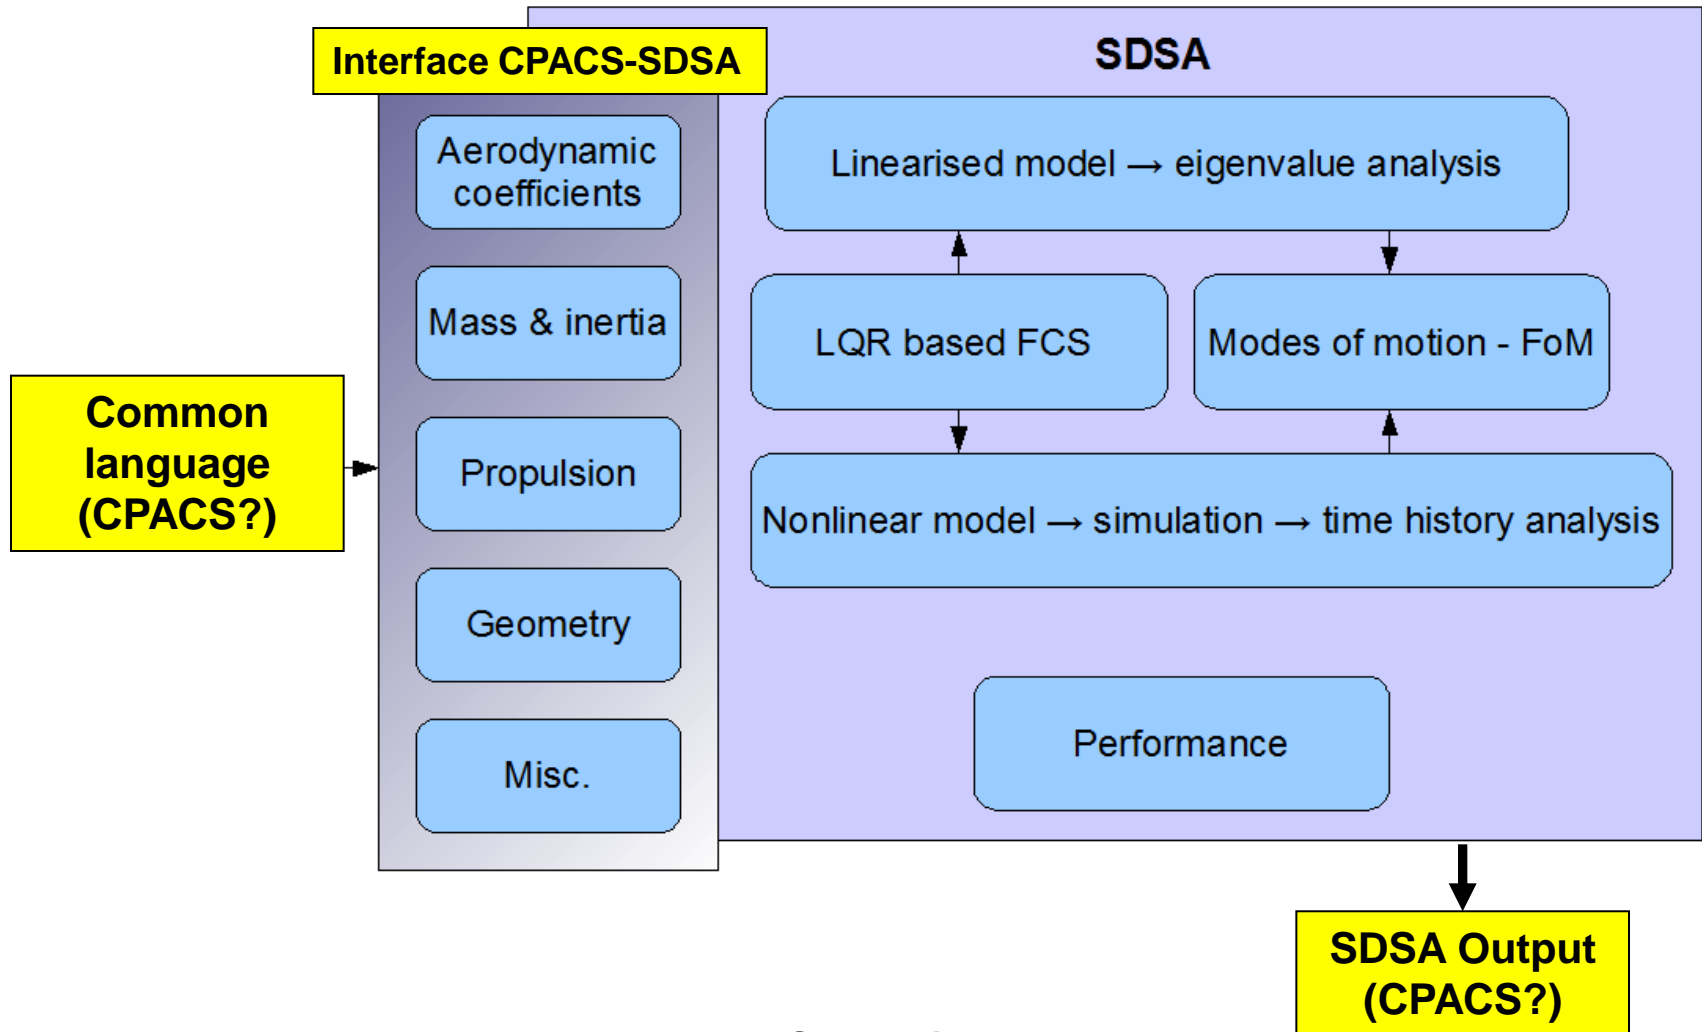 Interface CPACS-SDSA
SDSA
Aerodynamic
coefficients
Mass & inertia
Propulsion
Geometry
Misc.
Common
language
(CPACS?)
Linearised model → eigenvalue analysis
LQR based FCS
Modes of motion - FoM
Nonlinear model → simulation → time history analysis
Performance
SDSA Output
(CPACS?)